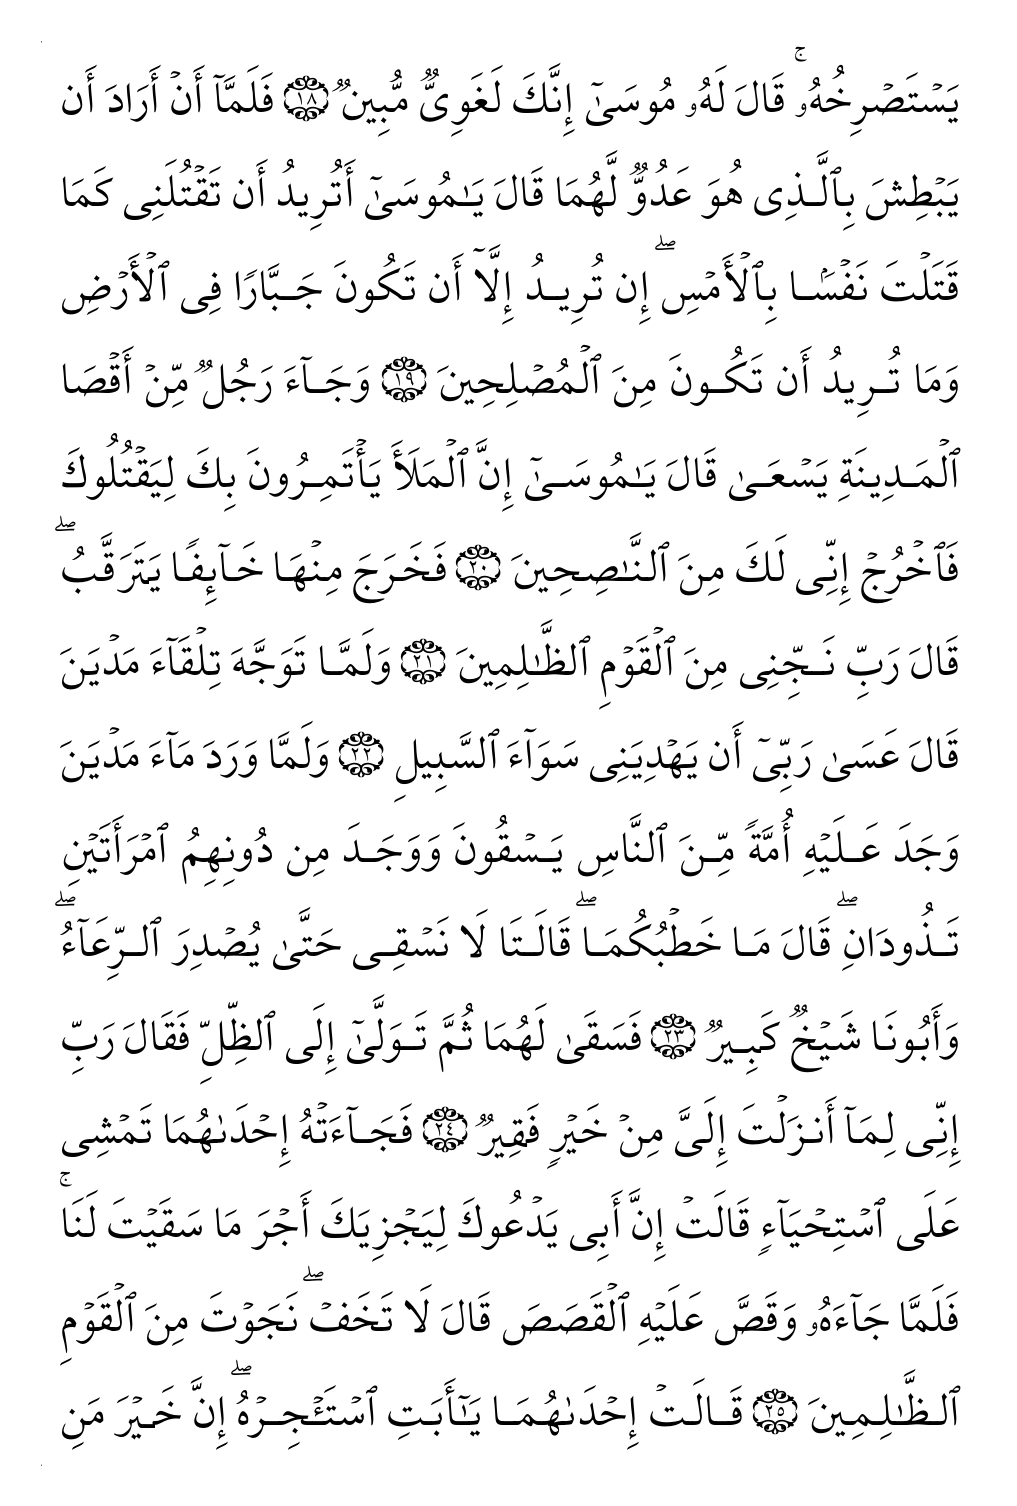 يَسۡتَصۡرِخُهُۥۚ قَالَ لَهُۥ مُوسَىٰٓ إِنَّكَ لَغَوِيّٞ مُّبِينٞ ١٨ فَلَمَّآ أَنۡ أَرَادَ أَن
يَبۡطِشَ بِٱلَّذِي هُوَ عَدُوّٞ لَّهُمَا قَالَ يَٰمُوسَىٰٓ أَتُرِيدُ أَن تَقۡتُلَنِي كَمَا
قَتَلۡتَ نَفۡسَۢا بِٱلۡأَمۡسِۖ إِن تُرِيدُ إِلَّآ أَن تَكُونَ جَبَّارٗا فِي ٱلۡأَرۡضِ
وَمَا تُرِيدُ أَن تَكُونَ مِنَ ٱلۡمُصۡلِحِينَ ١٩ وَجَآءَ رَجُلٞ مِّنۡ أَقۡصَا
ٱلۡمَدِينَةِ يَسۡعَىٰ قَالَ يَٰمُوسَىٰٓ إِنَّ ٱلۡمَلَأَ يَأۡتَمِرُونَ بِكَ لِيَقۡتُلُوكَ
فَٱخۡرُجۡ إِنِّي لَكَ مِنَ ٱلنَّٰصِحِينَ ٢٠ فَخَرَجَ مِنۡهَا خَآئِفٗا يَتَرَقَّبُۖ
قَالَ رَبِّ نَجِّنِي مِنَ ٱلۡقَوۡمِ ٱلظَّٰلِمِينَ ٢١ وَلَمَّا تَوَجَّهَ تِلۡقَآءَ مَدۡيَنَ
قَالَ عَسَىٰ رَبِّيٓ أَن يَهۡدِيَنِي سَوَآءَ ٱلسَّبِيلِ ٢٢ وَلَمَّا وَرَدَ مَآءَ مَدۡيَنَ
وَجَدَ عَلَيۡهِ أُمَّةٗ مِّنَ ٱلنَّاسِ يَسۡقُونَ وَوَجَدَ مِن دُونِهِمُ ٱمۡرَأَتَيۡنِ
تَذُودَانِۖ قَالَ مَا خَطۡبُكُمَاۖ قَالَتَا لَا نَسۡقِي حَتَّىٰ يُصۡدِرَ ٱلرِّعَآءُۖ
وَأَبُونَا شَيۡخٞ كَبِيرٞ ٢٣ فَسَقَىٰ لَهُمَا ثُمَّ تَوَلَّىٰٓ إِلَى ٱلظِّلِّ فَقَالَ رَبِّ
إِنِّي لِمَآ أَنزَلۡتَ إِلَيَّ مِنۡ خَيۡرٖ فَقِيرٞ ٢٤ فَجَآءَتۡهُ إِحۡدَىٰهُمَا تَمۡشِي
عَلَى ٱسۡتِحۡيَآءٖ قَالَتۡ إِنَّ أَبِي يَدۡعُوكَ لِيَجۡزِيَكَ أَجۡرَ مَا سَقَيۡتَ لَنَاۚ
فَلَمَّا جَآءَهُۥ وَقَصَّ عَلَيۡهِ ٱلۡقَصَصَ قَالَ لَا تَخَفۡۖ نَجَوۡتَ مِنَ ٱلۡقَوۡمِ
ٱلظَّٰلِمِينَ ٢٥ قَالَتۡ إِحۡدَىٰهُمَا يَٰٓأَبَتِ ٱسۡتَـٔۡجِرۡهُۖ إِنَّ خَيۡرَ مَنِ